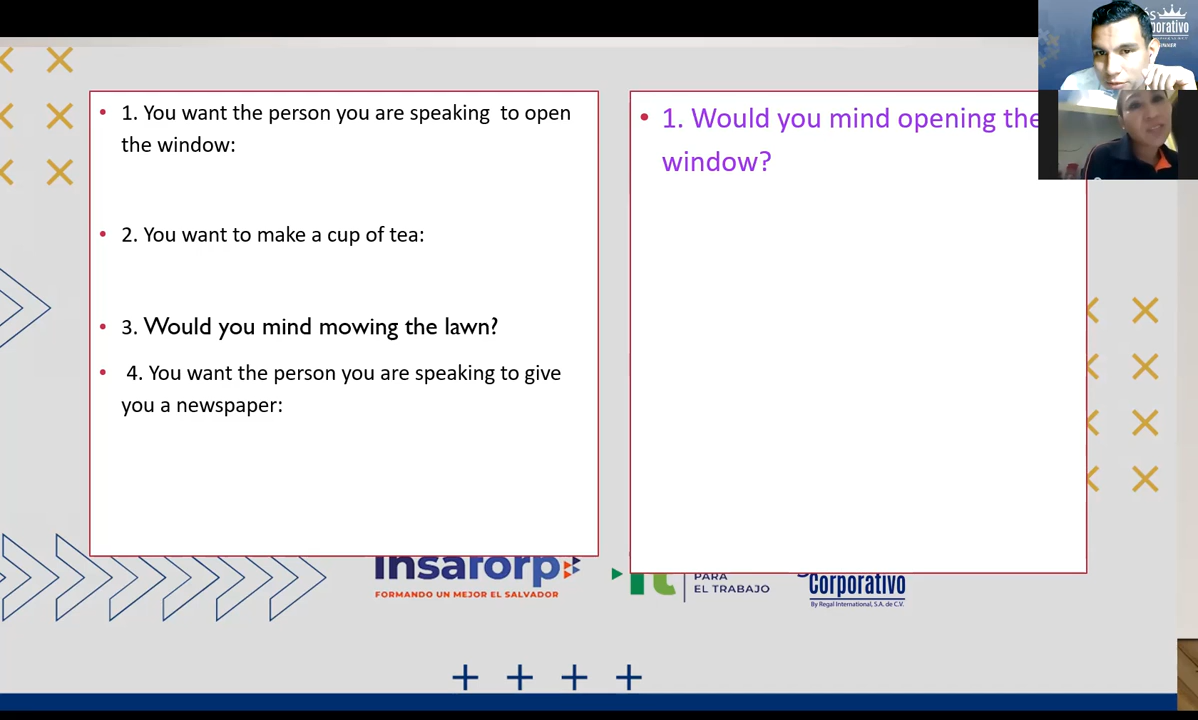 1. You want the person you are speaking  to open
the window:
2. You want to make a cup of tea:
3. Would you mind mowing the lawn?
4. You want the person you are speaking to give
you a newspaper:
1. Would you mind opening the
window?
Insaforp
FORMANDO UN MEJOR EL SALVADOR
PARA
EL TRABAJO
Corporativo
By Regal International, S.A. de C.V.